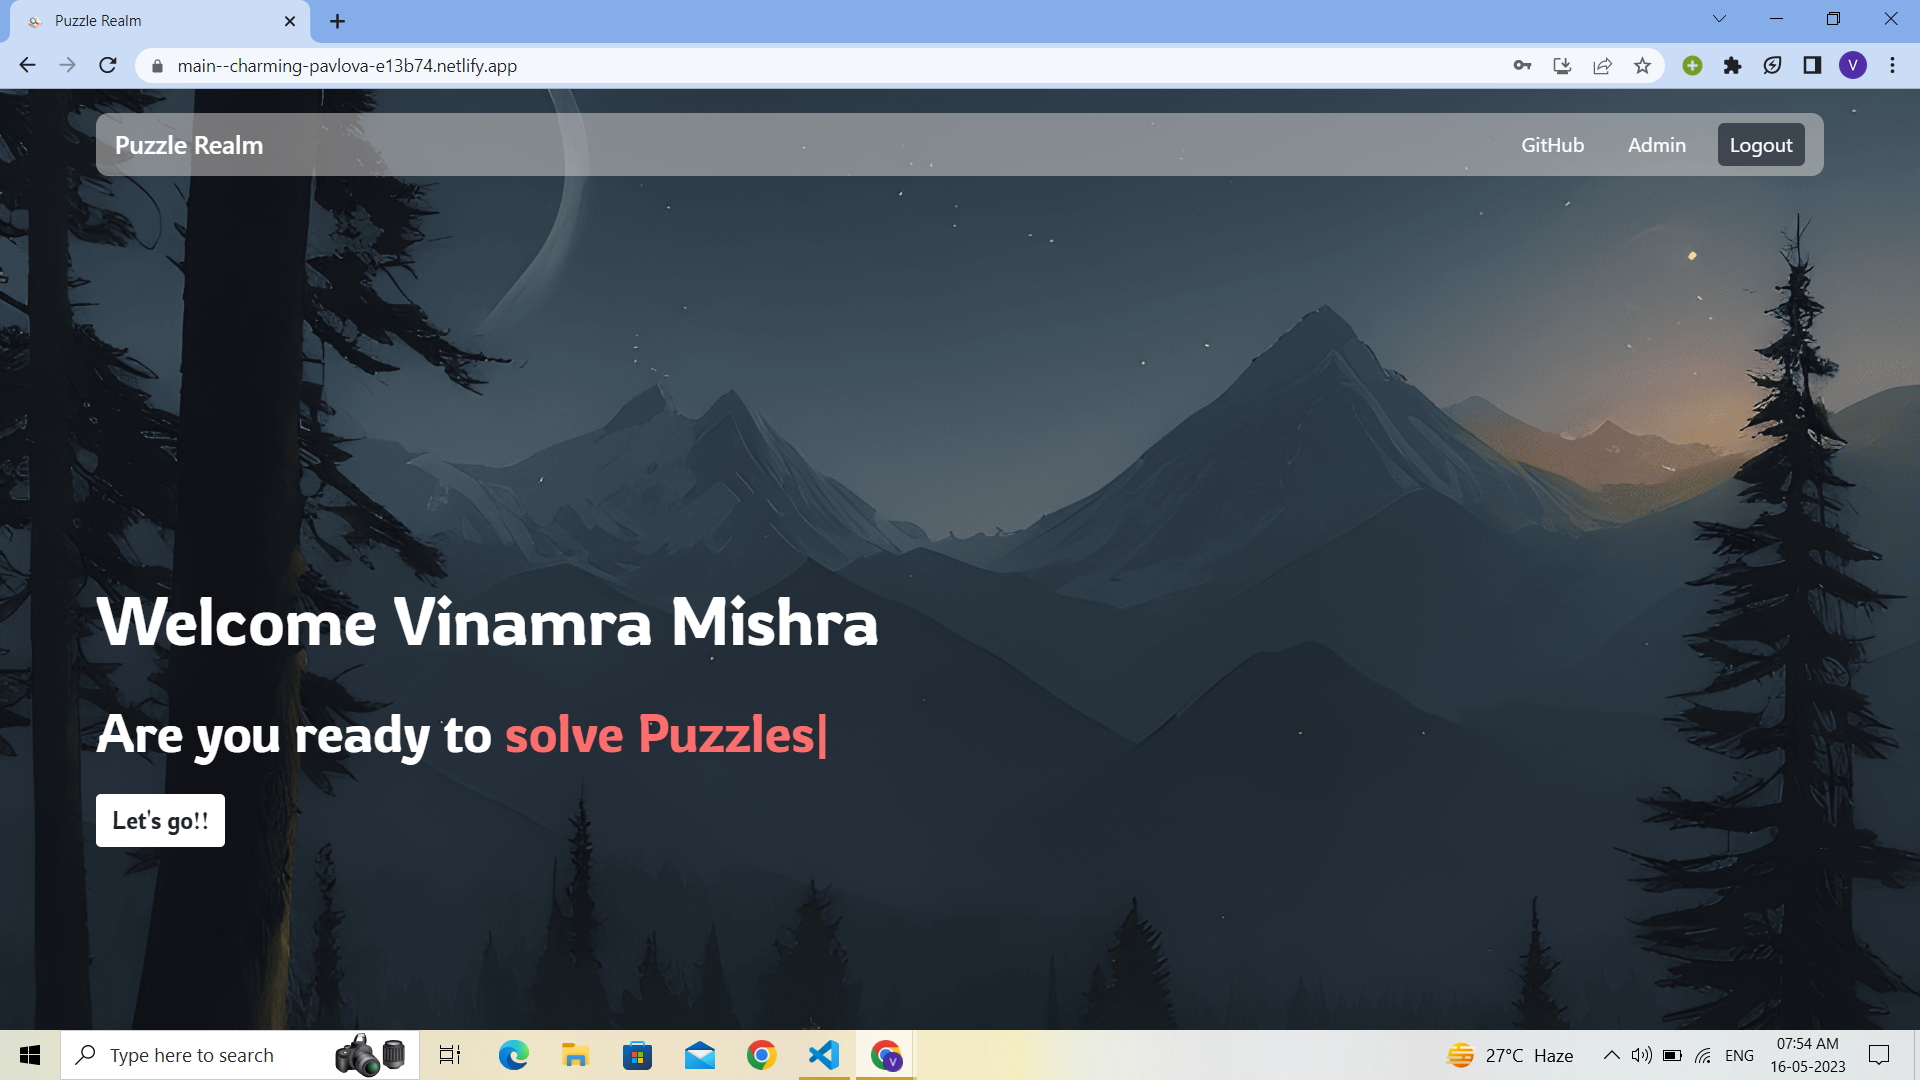 Puzzle Realm
main--charming-pavlova-e13b74.netlify.app
V
Puzzle Realm
GitHub
Admin
Logout
Welcome Vinamra Mishra
Are you ready to solve Puzzles|
Let's go!!
Type here to search
V
27°C Haze
ENG
07:54 AM
16-05-2023